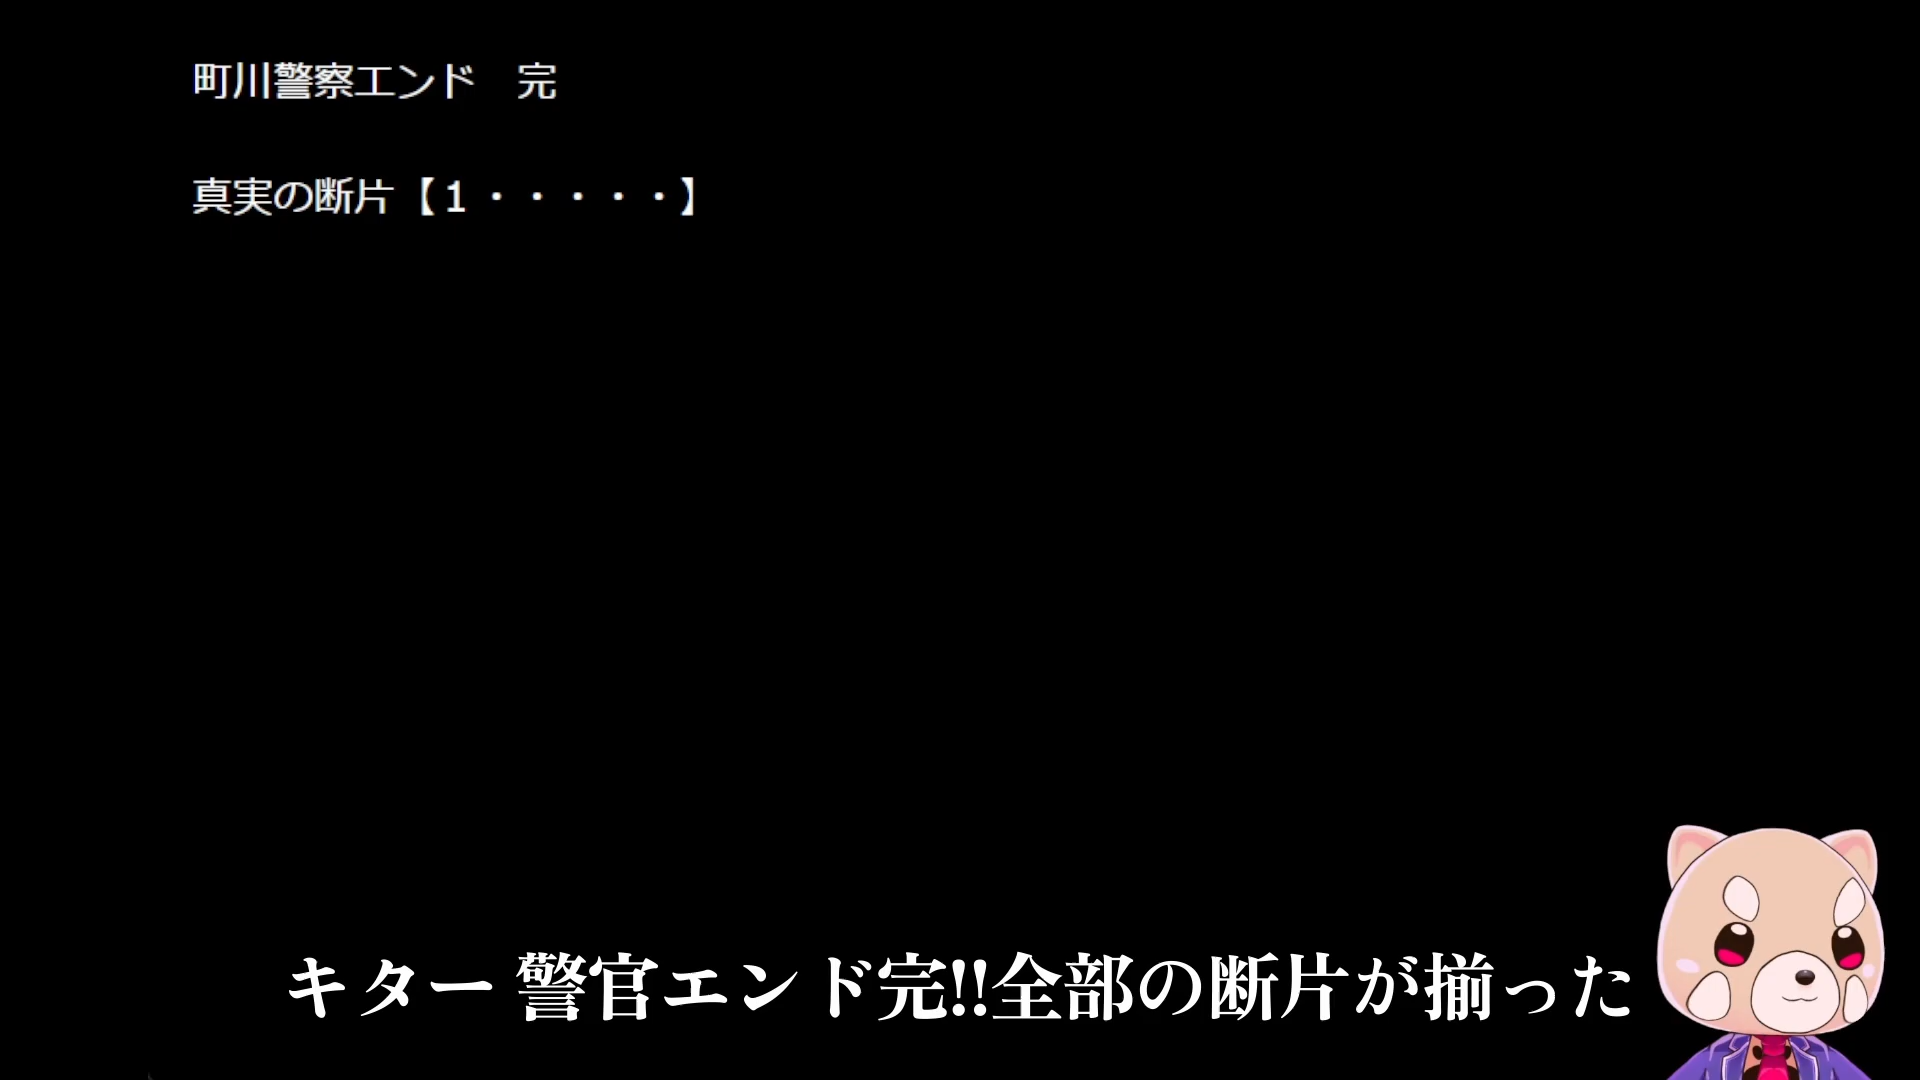 町川警察エンド　完
真実の断片【１・・・・・】
キター 警官エンド完!!全部の断片が揃った